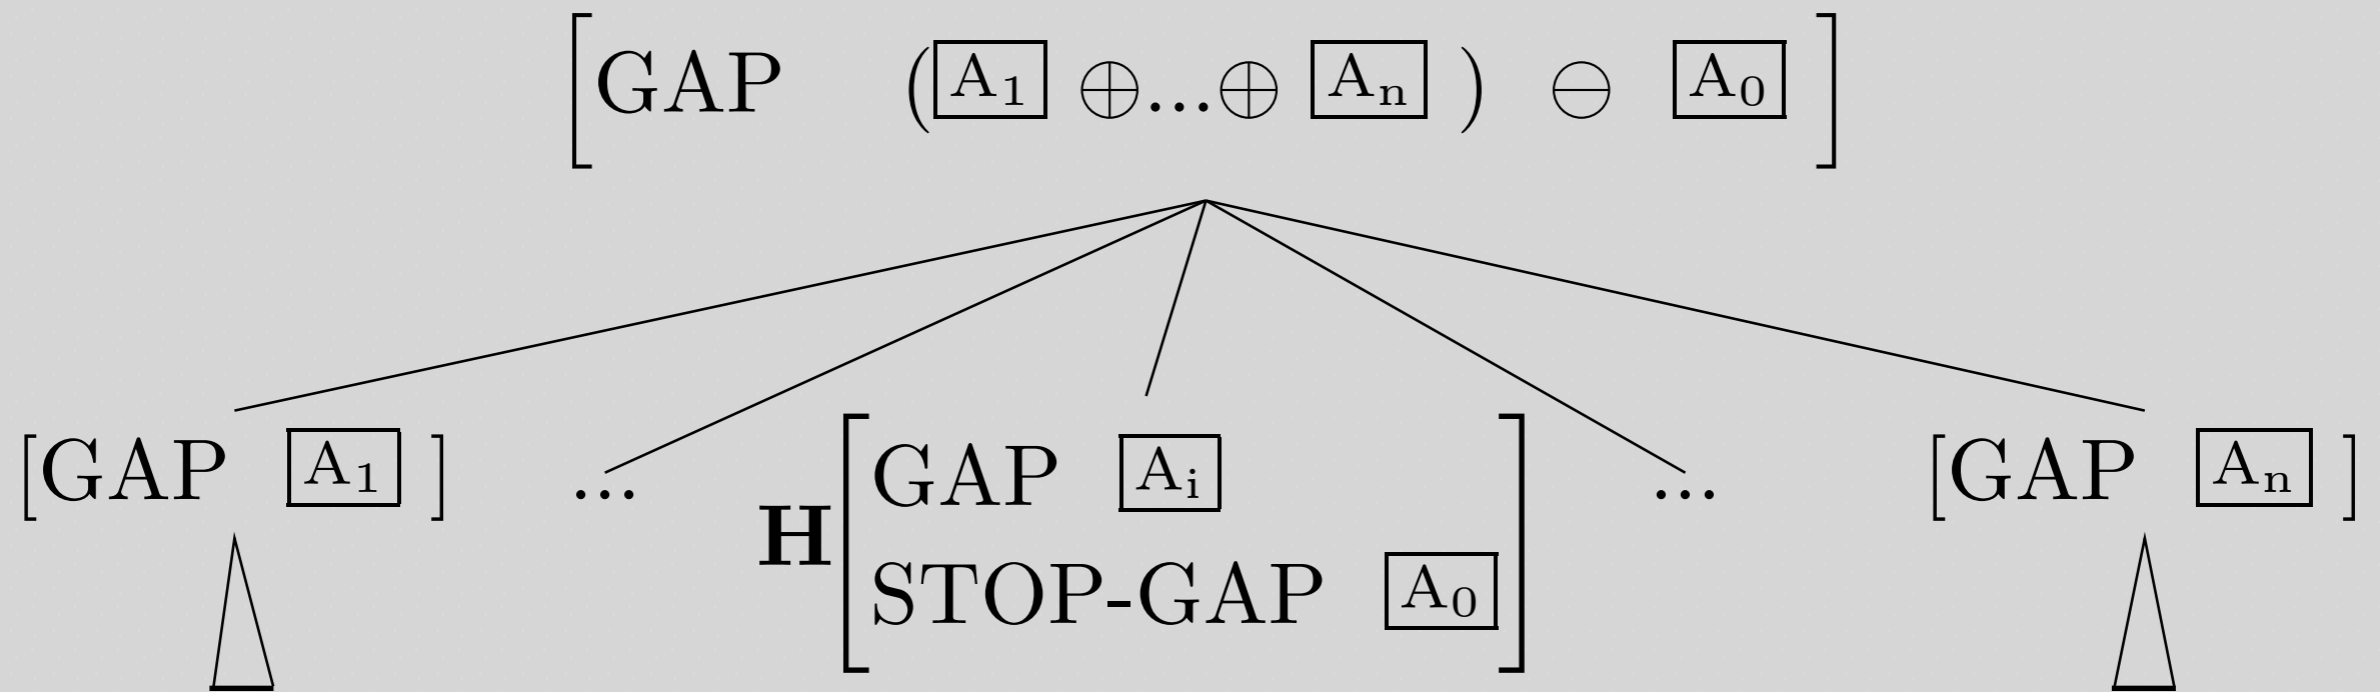 [GAP (A₁ ⊕...⊕ Aₙ) ⊖ A₀]
[GAP A₁] ... H[GAP Aᵢ ... [GAP Aₙ]
STOP-GAP A₀]